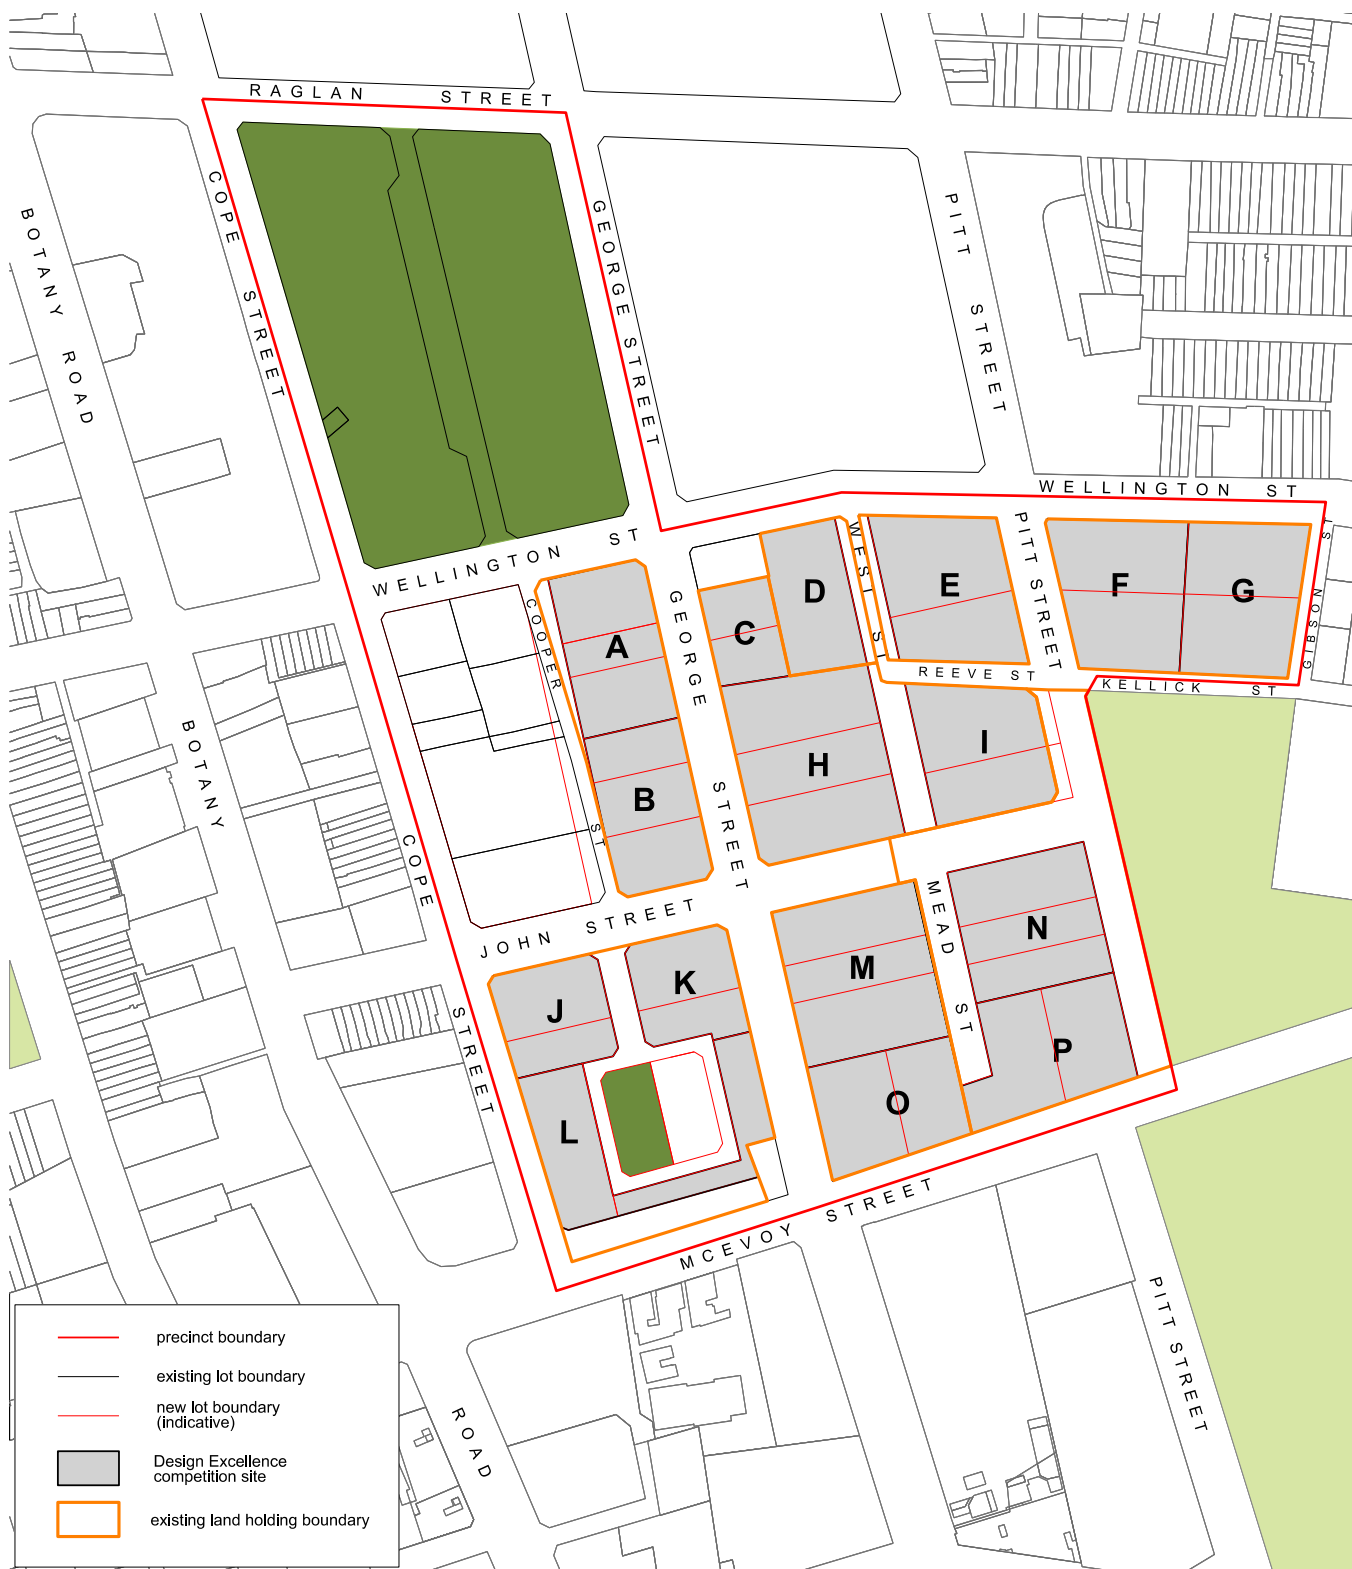 RAGLAN STREET
COPE STREET
BOTANY ROAD
GEORGE STREET
PITT STREET
WELLINGTON ST
WELLINGTON ST
WEST ST
PITT STREET
GIBSON ST
COOPER ST
GEORGE STREET
A
B
C
D
E
F
G
REEVE ST
KELLICK ST
H
I
BOTANY ROAD
COPE STREET
JOHN STREET
MEAD ST
J
K
L
M
N
O
P
MCEVOY STREET
PITT STREET
precinct boundary
existing lot boundary
new lot boundary
(indicative)
Design Excellence
competition site
existing land holding boundary